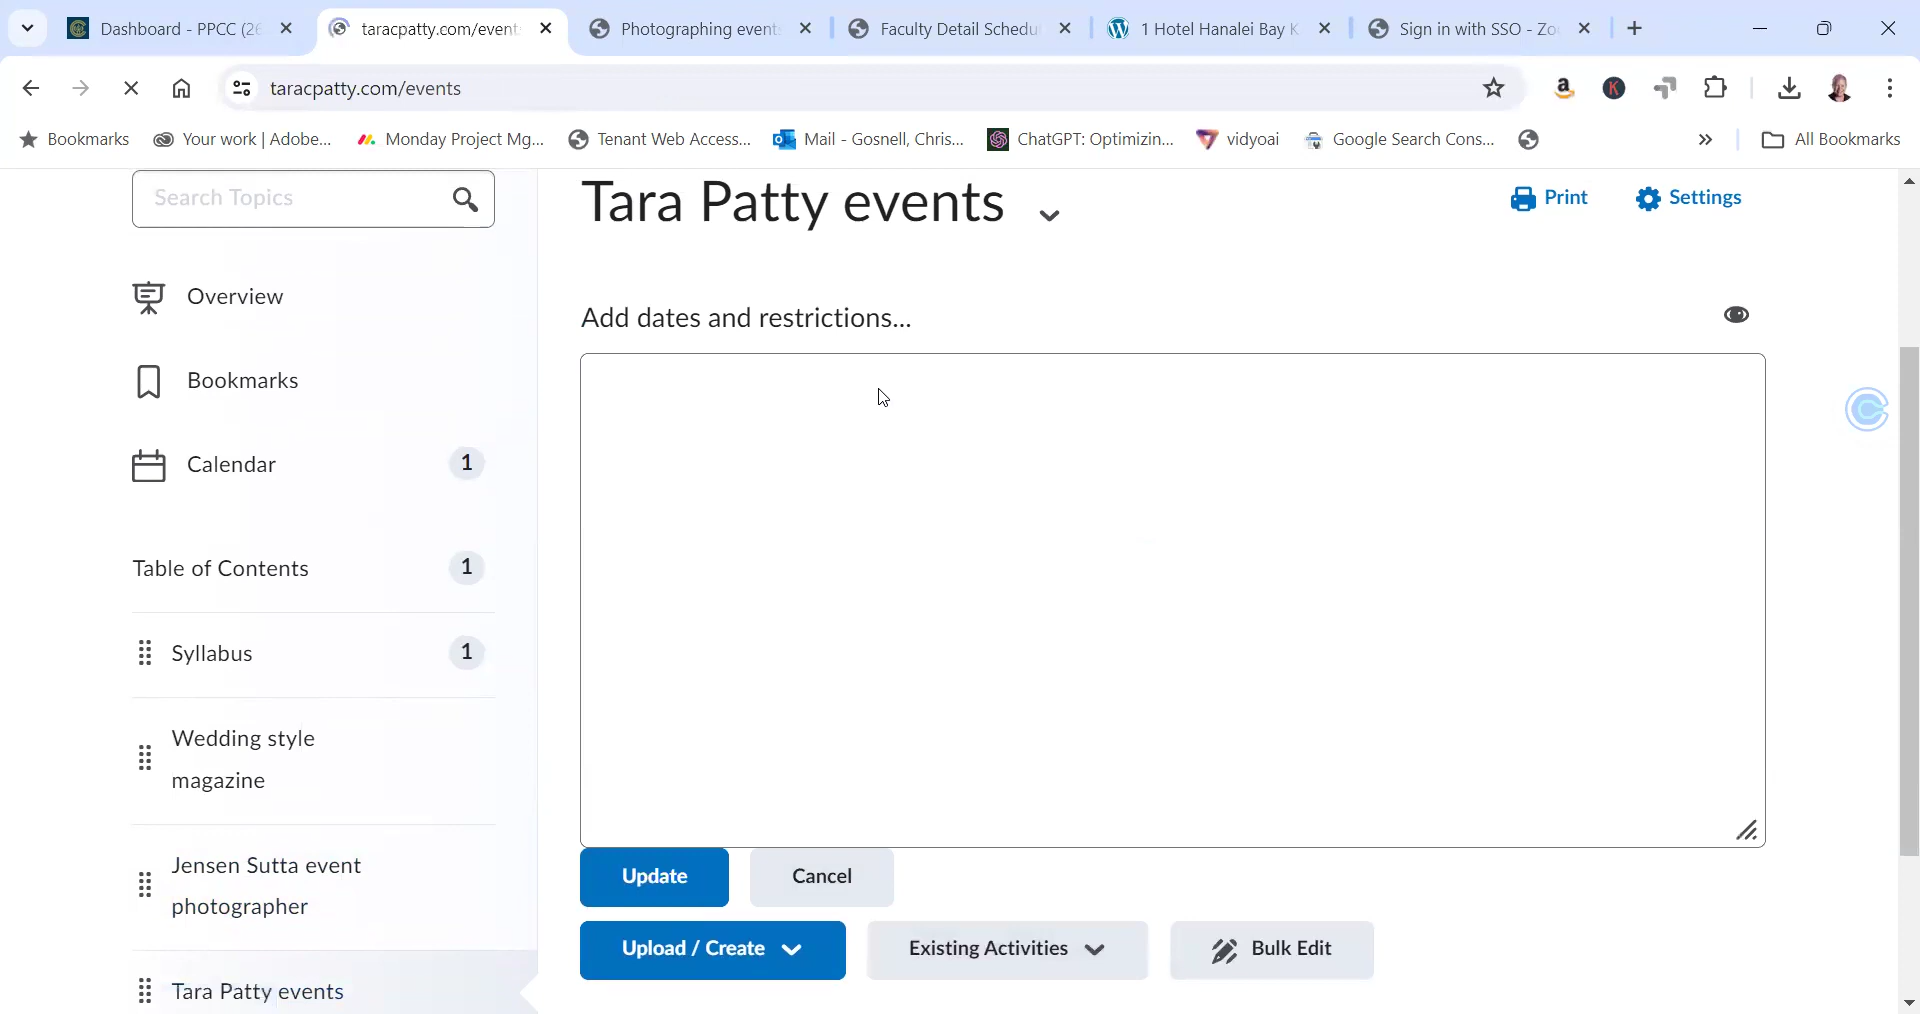 Dashboard - PPCC (26
taracpatty.com/event
Photographing event
Faculty Detail Schedu
1 Hotel Hanalei Bay K
Sign in with SSO - Zo
taracpatty.com/events
Bookmarks
Your work | Adobe...
Monday Project Mg...
Tenant Web Access...
Mail - Gosnell, Chris...
ChatGPT: Optimizin...
vidyoai
Google Search Cons...
All Bookmarks
Search Topics
Overview
Bookmarks
Calendar 1
Table of Contents 1
Syllabus 1
Wedding style
magazine
Jensen Sutta event
photographer
Tara Patty events
Tara Patty events
Print
Settings
Add dates and restrictions...
Update
Cancel
Upload / Create
Existing Activities
Bulk Edit